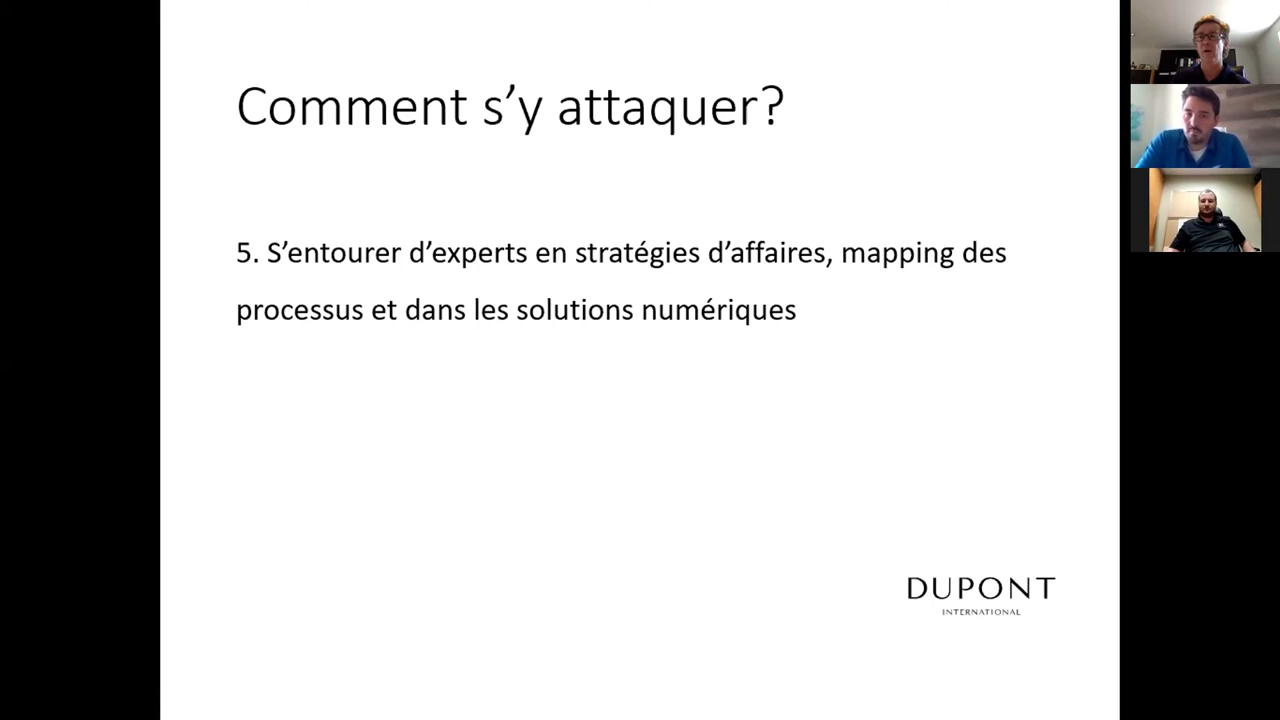 Comment s’y attaquer?
5. S’entourer d’experts en stratégies d’affaires, mapping des
processus et dans les solutions numériques
DUPONT
INTERNATIONAL